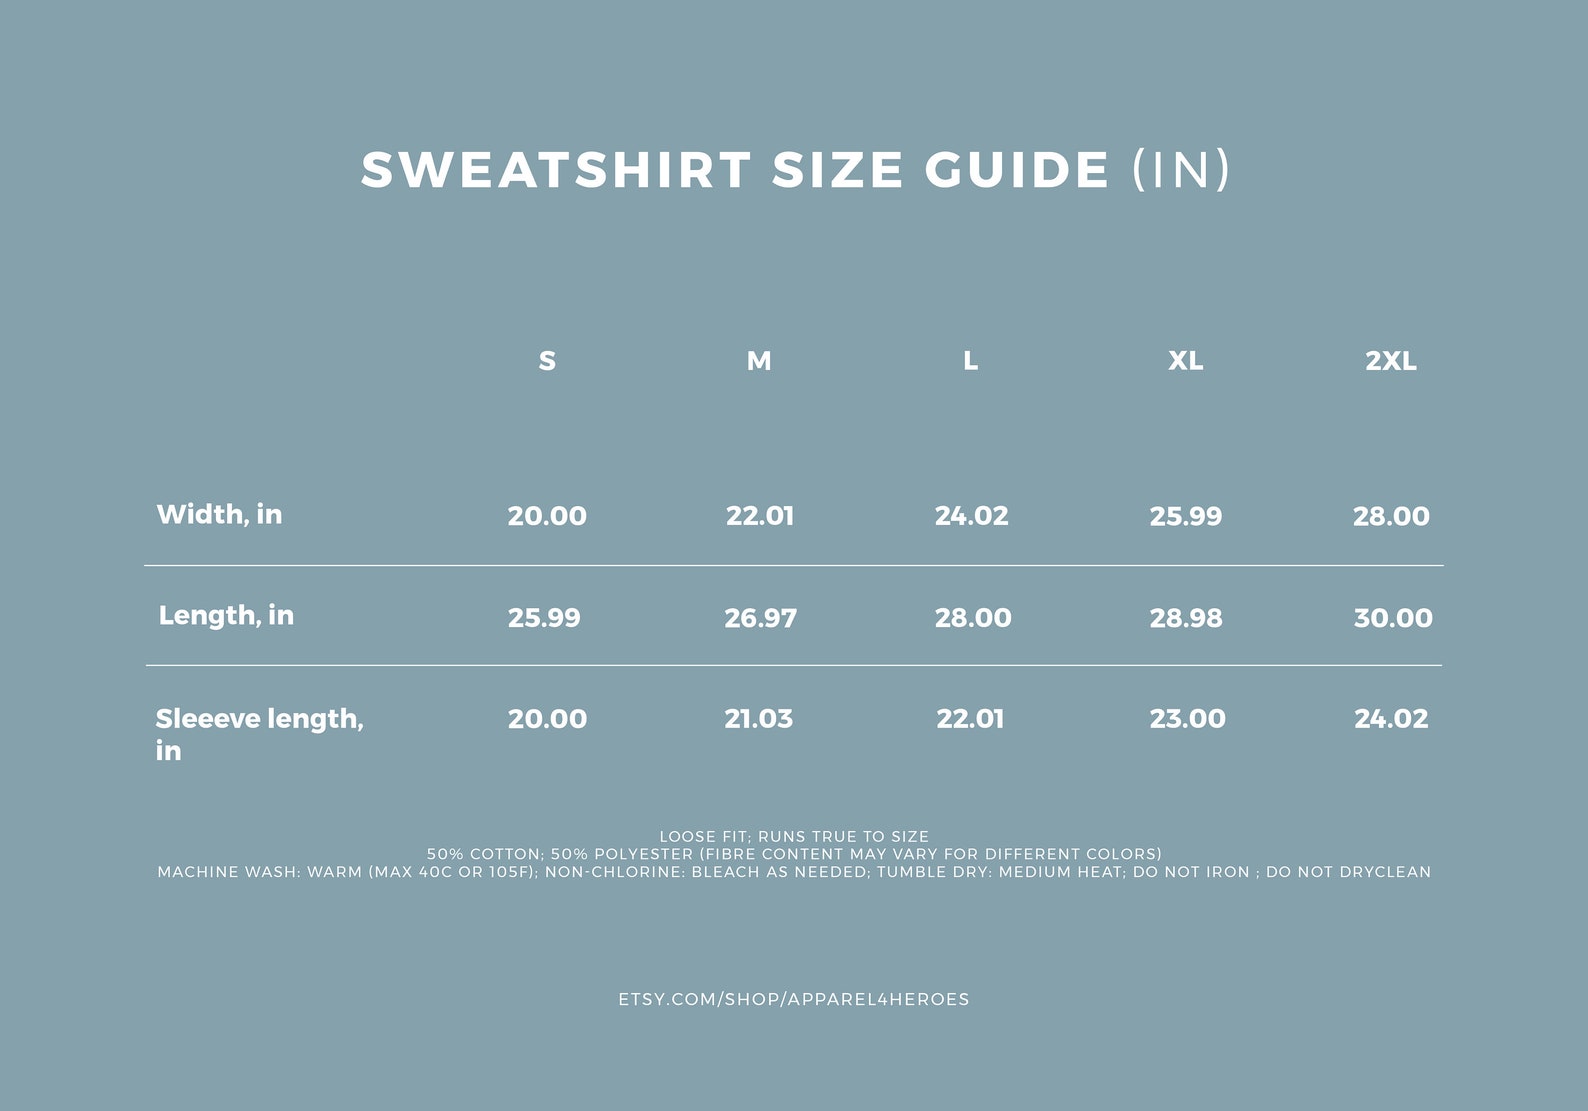 SWEATSHIRT SIZE GUIDE (IN)
S M L XL 2XL
Width, in 20.00 22.01 24.02 25.99 28.00
Length, in 25.99 26.97 28.00 28.98 30.00
Sleeeve length, 20.00 21.03 22.01 23.00 24.02
in
LOOSE FIT; RUNS TRUE TO SIZE
50% COTTON; 50% POLYESTER (FIBRE CONTENT MAY VARY FOR DIFFERENT COLORS)
MACHINE WASH: WARM (MAX 40C OR 105F); NON-CHLORINE: BLEACH AS NEEDED; TUMBLE DRY: MEDIUM HEAT; DO NOT IRON ; DO NOT DRYCLEAN
ETSY.COM/SHOP/APPAREL4HEROES